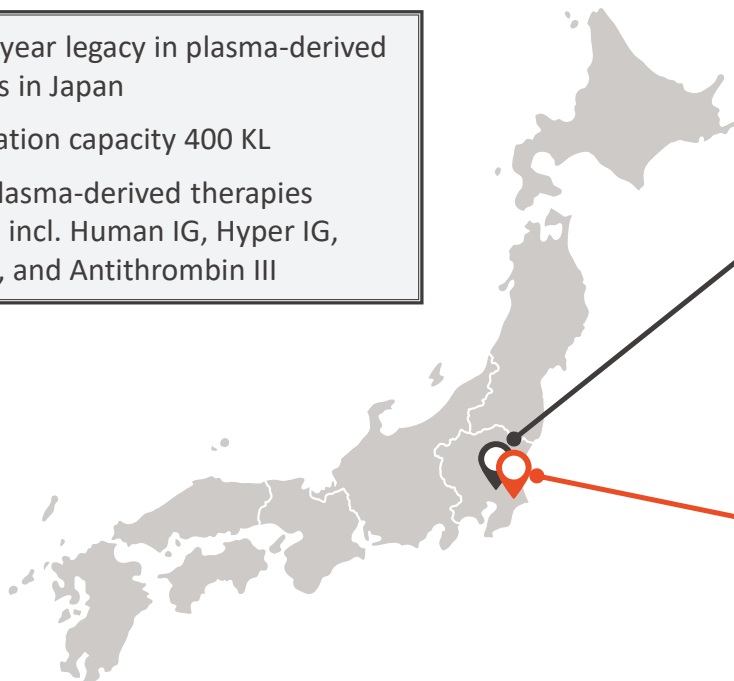 year legacy in plasma-derived
s in Japan
ation capacity 400 KL
lasma-derived therapies
incl. Human IG, Hyper IG,
, and Antithrombin III